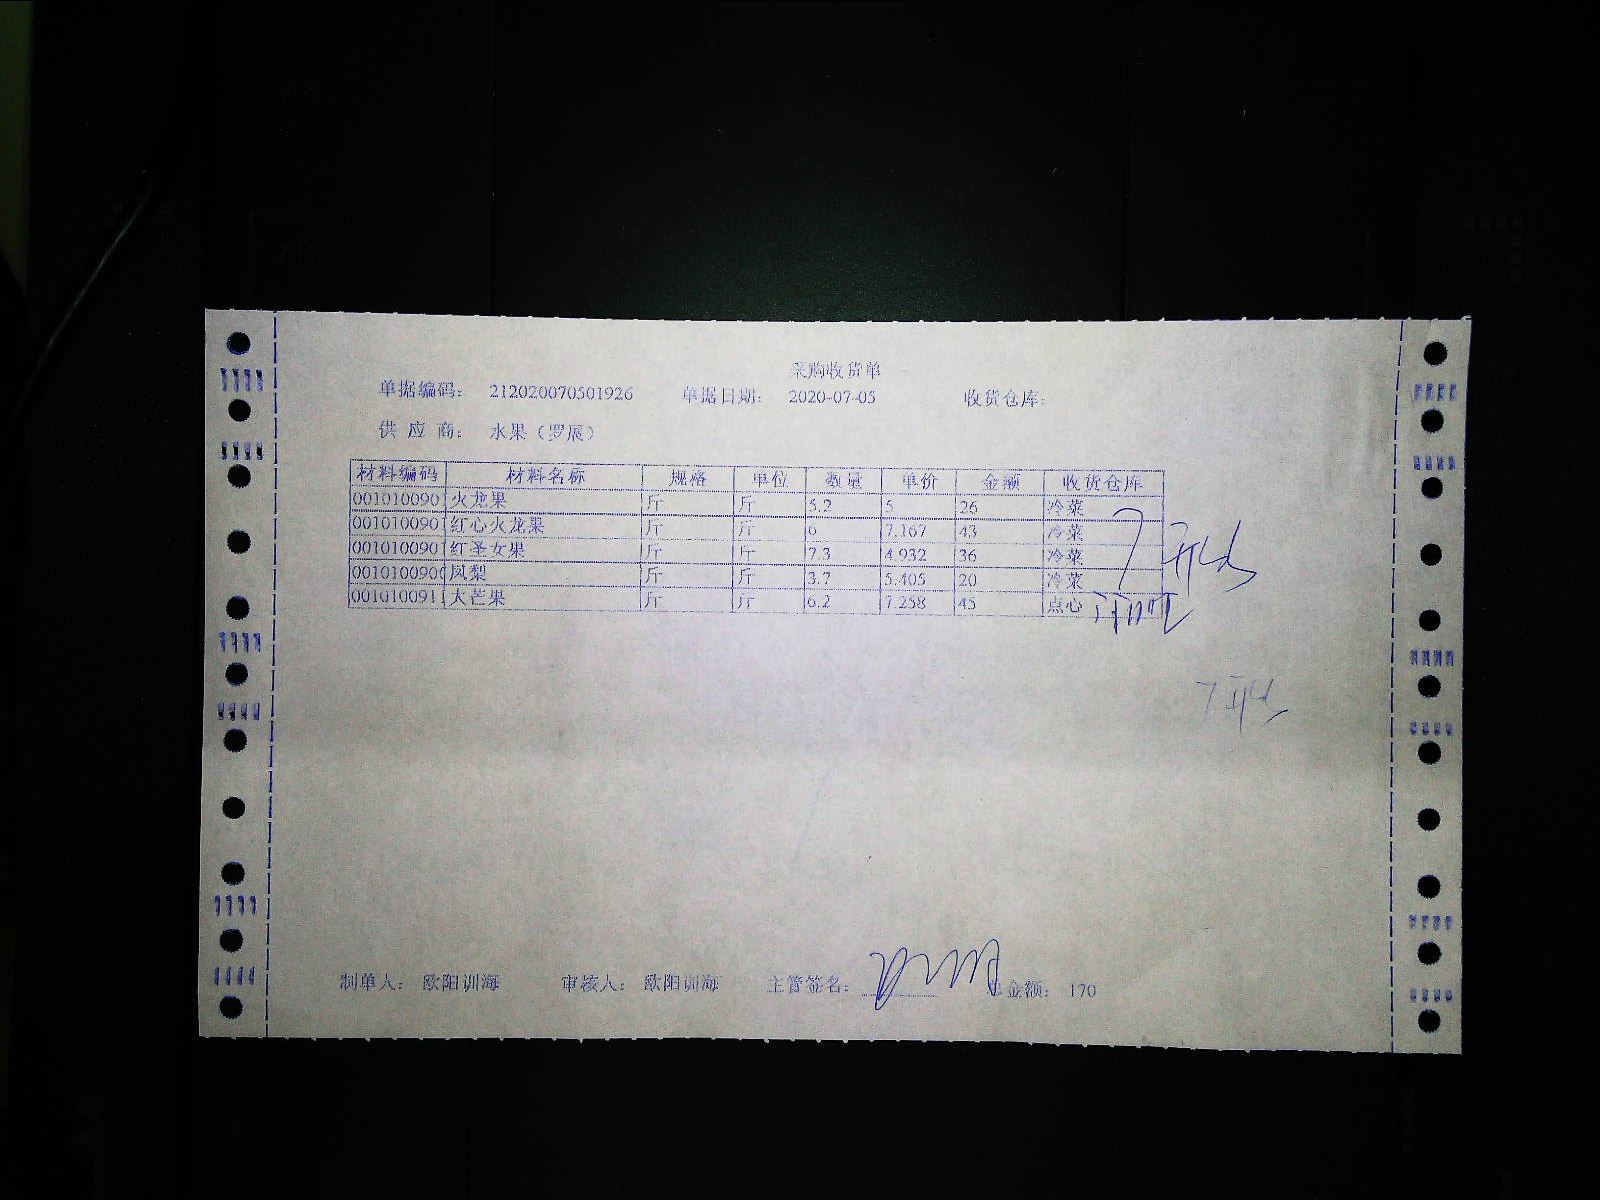 采购收货单
单据编码： 212020070501926 单据日期： 2020-07-05 收货仓库：
供 应 商： 水果（罗展）
材料编码 材料名称 规格 单位 数量 单价 金额 收货仓库
001010090 火龙果 斤 斤 5.2 5 26 冷菜
001010090 红心火龙果 斤 斤 6 7.167 43 冷菜
001010090 红圣女果 斤 斤 7.3 4.932 36 冷菜
001010090 凤梨 斤 斤 3.7 5.405 20 冷菜
001010091 大芒果 斤 斤 6.2 7.258 45 点心
制单人： 欧阳训海 审核人： 欧阳训海 主管签名： 总金额： 170